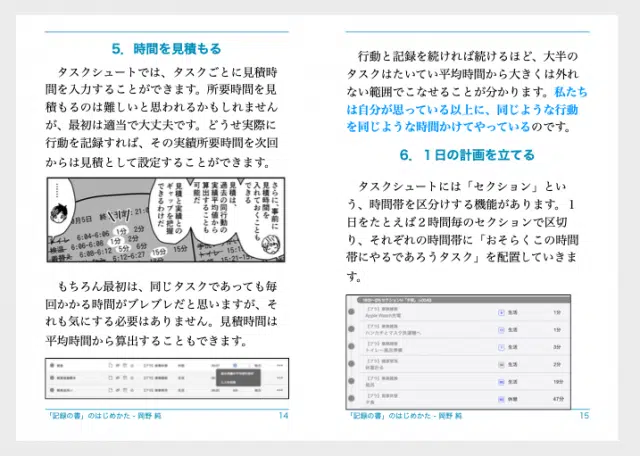 5．時間を見積もる
タスクシュートでは、タスクごとに見積時
間を入力することができます。所要時間を見
積もるのは難しいと思われるかもしれません
が、最初は適当で大丈夫です。どうせ実際に
行動を記録すれば、その実績所要時間を次回
からは見積として設定することができます。
さらに、事前に
見積時間を
入れておくことも
できる
見積は、
過去の同行動の
実績平均値から
算出することも
可能だ
見積と実績との
ギャップを把握
できるわけだ
もちろん最初は、同じタスクであっても毎
回かかる時間がブレブレだと思いますが、そ
れも気にする必要はありません。見積時間は
平均時間から算出することもできます。
「記録の書」のはじめかた - 岡野 純
14
行動と記録を続ければ続けるほど、大半の
タスクはたいてい平均時間から大きくは外れ
ない範囲でこなせることが分かります。私たち
は自分が思っている以上に、同じような行動
を同じような時間かけてやっているのです。
6．１日の計画を立てる
タスクシュートには「セクション」とい
う、時間帯を区分けする機能があります。１
日をたとえば２時間毎のセクションで区切
り、それぞれの時間帯に「おそらくこの時間
帯にやるであろうタスク」を配置していきま
す。
Apple Watch充電
生活
1分
生活
1分
生活
3分
生活
2分
生活
19分
休憩
47分
「記録の書」のはじめかた - 岡野 純
15